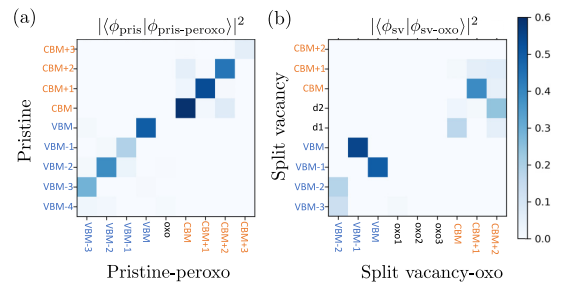 (a)
|⟨ϕpris|ϕpris-peroxo⟩|²
(b)
|⟨ϕsv|ϕsv-oxo⟩|²
Pristine
CBM+3
CBM+2
CBM+1
CBM
VBM
VBM-1
VBM-2
VBM-3
VBM-4
VBM-3
VBM-2
VBM-1
VBM
oxo
CBM
CBM+1
CBM+2
CBM+3
Pristine-peroxo
Split vacancy
CBM+2
CBM+1
CBM
d2
d1
VBM
VBM-1
VBM-2
VBM-3
VBM-2
VBM-1
VBM
oxo1
oxo2
oxo3
CBM
CBM+1
CBM+2
Split vacancy-oxo
0.6
0.5
0.4
0.3
0.2
0.1
0.0